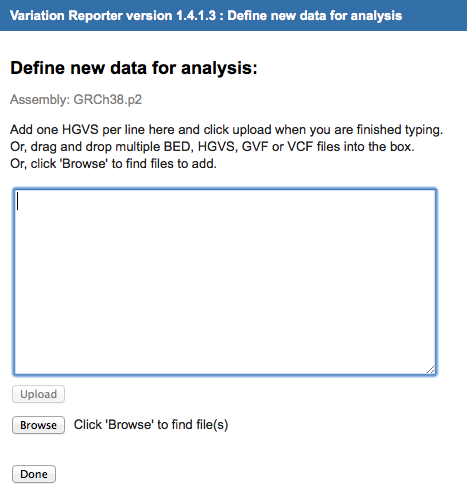 Variation Reporter version 1.4.1.3 : Define new data for analysis
Define new data for analysis:
Assembly: GRCh38.p2
Add one HGVS per line here and click upload when you are finished typing.
Or, drag and drop multiple BED, HGVS, GVF or VCF files into the box.
Or, click 'Browse' to find files to add.
Upload
Browse Click 'Browse' to find file(s)
Done